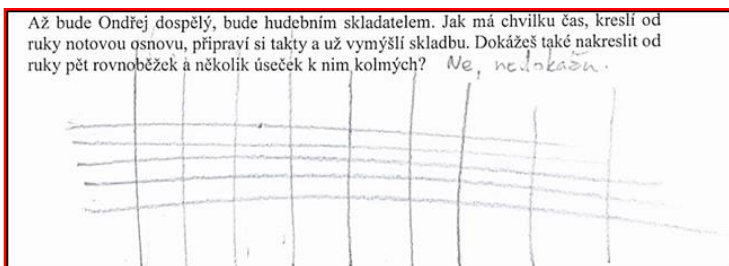 Až bude Ondřej dospělý, bude hudebním skladatelem. Jak má chvilku čas, kreslí od
ruky notovou osnovu, připraví si takty a už vymýšlí skladbu. Dokážeš také nakreslit od
ruky pět rovnoběžek a několik úseček k nim kolmých? Ne, nedokážu.